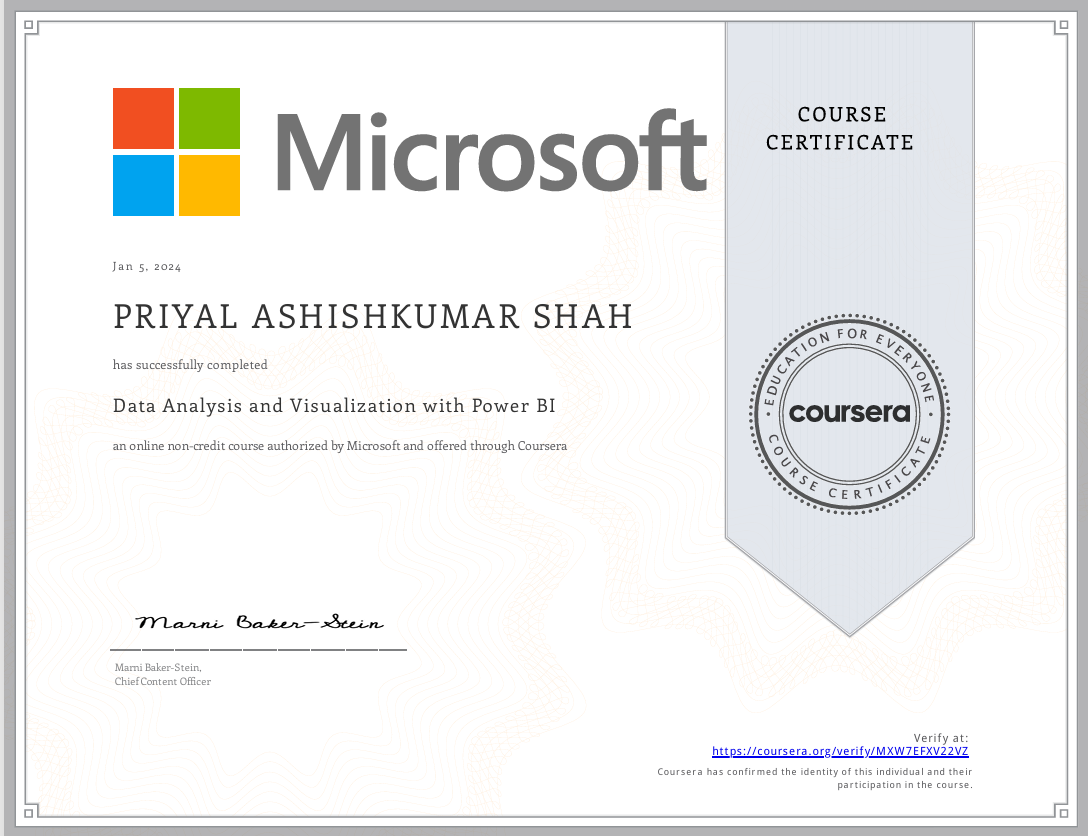 Microsoft
COURSE
CERTIFICATE
Jan 5, 2024
PRIYAL ASHISHKUMAR SHAH
has successfully completed
Data Analysis and Visualization with Power BI
an online non-credit course authorized by Microsoft and offered through Coursera
EDUCATION FOR EVERYONE
coursera
COURSE CERTIFICATE
Marni Baker-Stein
Marni Baker-Stein,
Chief Content Officer
Verify at:
https://coursera.org/verify/MXW7EFXV22VZ
Coursera has confirmed the identity of this individual and their
participation in the course.